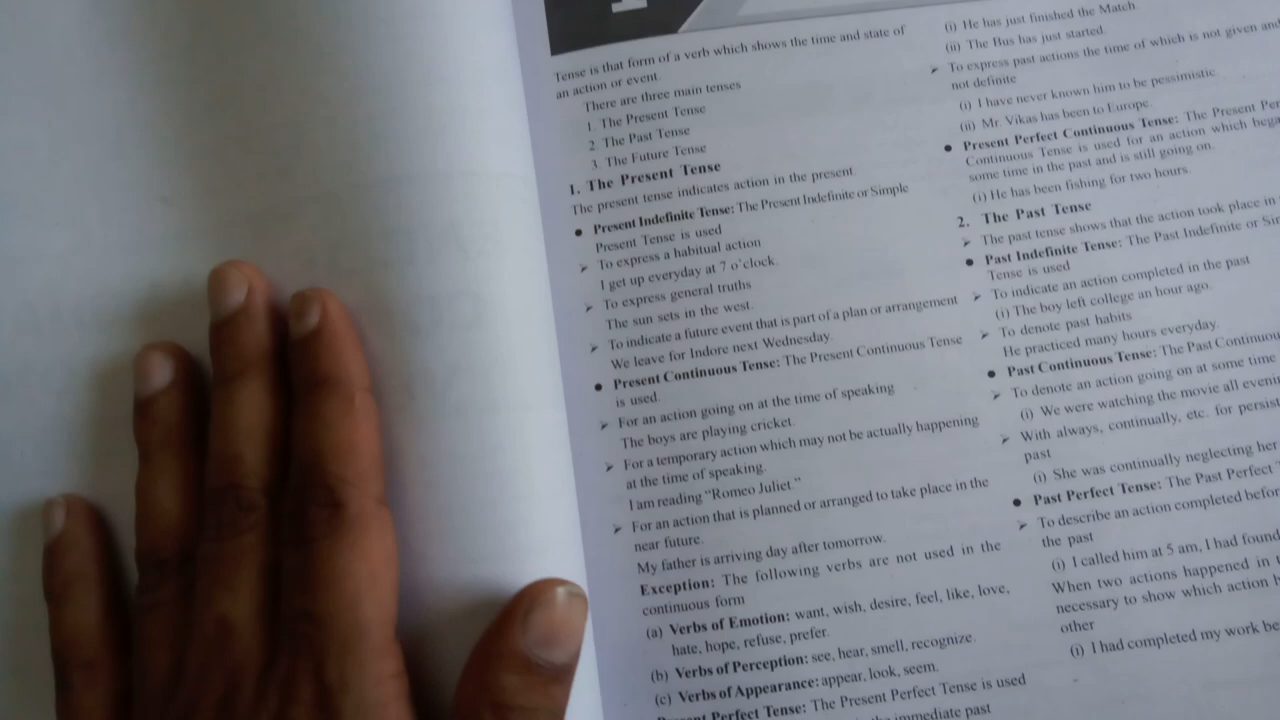 Tense is that form of a verb which shows the time and state of
an action or event.
There are three main tenses
1. The Present Tense
2. The Past Tense
3. The Future Tense
1. The Present Tense
The present tense indicates action in the present.
● Present Indefinite Tense: The Present Indefinite or Simple
Present Tense is used
➢ To express a habitual action
I get up everyday at 7 o'clock.
➢ To express general truths
The sun sets in the west.
➢ To indicate a future event that is part of a plan or arrangement
We leave for Indore next Wednesday.
● Present Continuous Tense: The Present Continuous Tense
is used.
➢ For an action going on at the time of speaking
The boys are playing cricket.
➢ For a temporary action which may not be actually happening
at the time of speaking.
I am reading “Romeo Juliet.”
➢ For an action that is planned or arranged to take place in the
near future.
My father is arriving day after tomorrow.
Exception: The following verbs are not used in the
continuous form
(a) Verbs of Emotion: want, wish, desire, feel, like, love,
hate, hope, refuse, prefer.
(b) Verbs of Perception: see, hear, smell, recognize.
(c) Verbs of Appearance: appear, look, seem.
Perfect Tense: The Present Perfect Tense is used
immediate past
(i) He has just finished the Match.
(ii) The Bus has just started.
➢ To express past actions the time of which is not given and
not definite
(i) I have never known him to be pessimistic.
(ii) Mr. Vikas has been to Europe.
● Present Perfect Continuous Tense: The Present Per
Continuous Tense is used for an action which bega
some time in the past and is still going on.
(i) He has been fishing for two hours.
2. The Past Tense
➢ The past tense shows that the action took place in
● Past Indefinite Tense: The Past Indefinite or Si
Tense is used
➢ To indicate an action completed in the past
(i) The boy left college an hour ago.
➢ To denote past habits
He practiced many hours everyday.
● Past Continuous Tense: The Past Continuou
➢ To denote an action going on at some time
(i) We were watching the movie all eveni
➢ With always, continually, etc. for persist
past
(i) She was continually neglecting her
● Past Perfect Tense: The Past Perfect
➢ To describe an action completed before
the past
(i) I called him at 5 am, I had found
When two actions happened in
necessary to show which action
other
(i) I had completed my work be